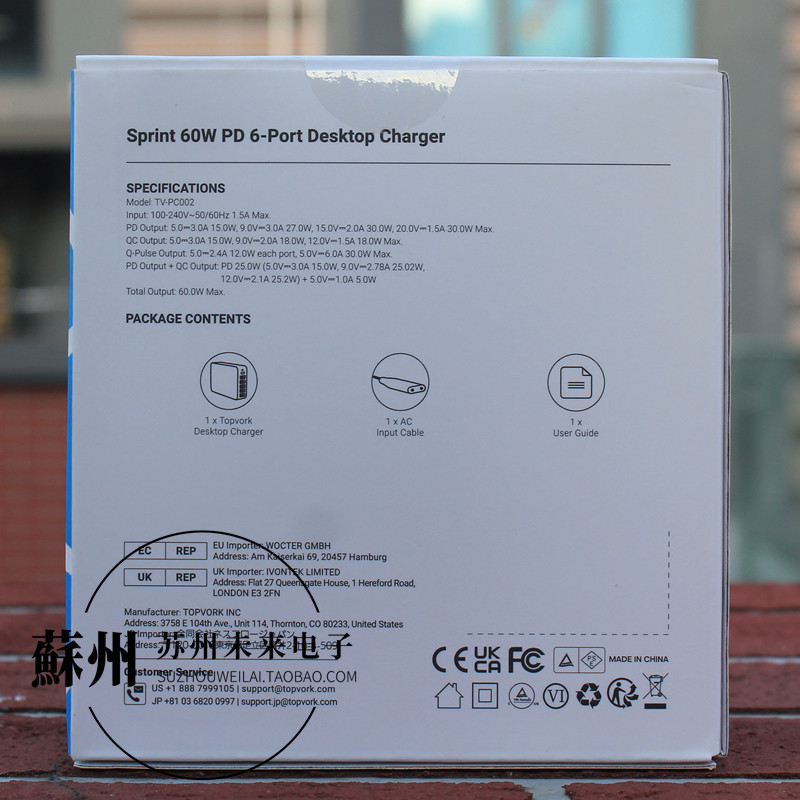 Sprint 60W PD 6-Port Desktop Charger
SPECIFICATIONS
Model: TV-PC002
Input: 100-240V~50/60Hz 1.5A Max.
PD Output: 5.0⎓3.0A 15.0W, 9.0V⎓3.0A 27.0W, 15.0V⎓2.0A 30.0W, 20.0V⎓1.5A 30.0W Max.
QC Output: 5.0⎓3.0A 15.0W, 9.0V⎓2.0A 18.0W, 12.0V⎓1.5A 18.0W Max.
Q-Pulse Output: 5.0⎓2.4A 12.0W each port, 5.0V⎓6.0A 30.0W Max.
PD Output + QC Output: PD 25.0W (5.0V⎓3.0A 15.0W, 9.0V⎓2.78A 25.02W,
12.0V⎓2.1A 25.2W) + 5.0V⎓1.0A 5.0W
Total Output: 60.0W Max.
PACKAGE CONTENTS
1 x Topvork
Desktop Charger
1 x AC
Input Cable
1 x
User Guide
EC REP
EU Importer: WOCTER GMBH
Address: Am Kaiserkai 69, 20457 Hamburg
UK REP
UK Importer: IVONTEK LIMITED
Address: Flat 27 Queensgate House, 1 Hereford Road,
LONDON E3 2FN
Manufacturer: TOPVORK INC
Address: 3758 E 104th Ave., Unit 114, Thornton, CO 80233, United States
蘇州 苏州未来电子
SUZHOUWEILAI.TAOBAO.COM
Customer Service
US +1 888 7999105 | support@topvork.com
JP +81 03 6820 0997 | support.jp@topvork.com
CE UK CA FC PS E MADE IN CHINA
VI